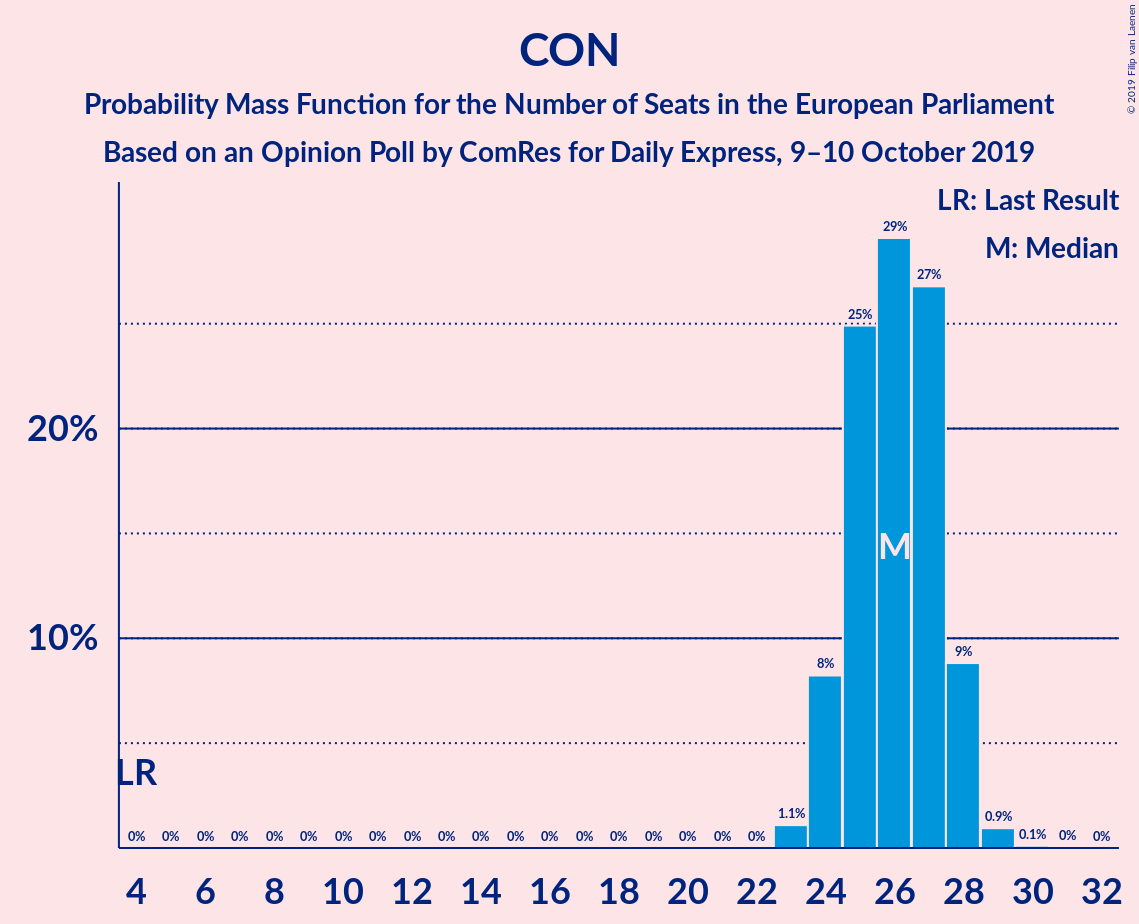 CON
Probability Mass Function for the Number of Seats in the European Parliament
Based on an Opinion Poll by ComRes for Daily Express, 9–10 October 2019
© 2019 Filip van Laenen
LR: Last Result
M: Median
20%
10%
LR
M
0% 0% 0% 0% 0% 0% 0% 0% 0% 0% 0% 0% 0% 0% 0% 0% 0% 0% 0% 1.1% 8% 25% 29% 27% 9% 0.9% 0.1% 0% 0%
4 6 8 10 12 14 16 18 20 22 24 26 28 30 32